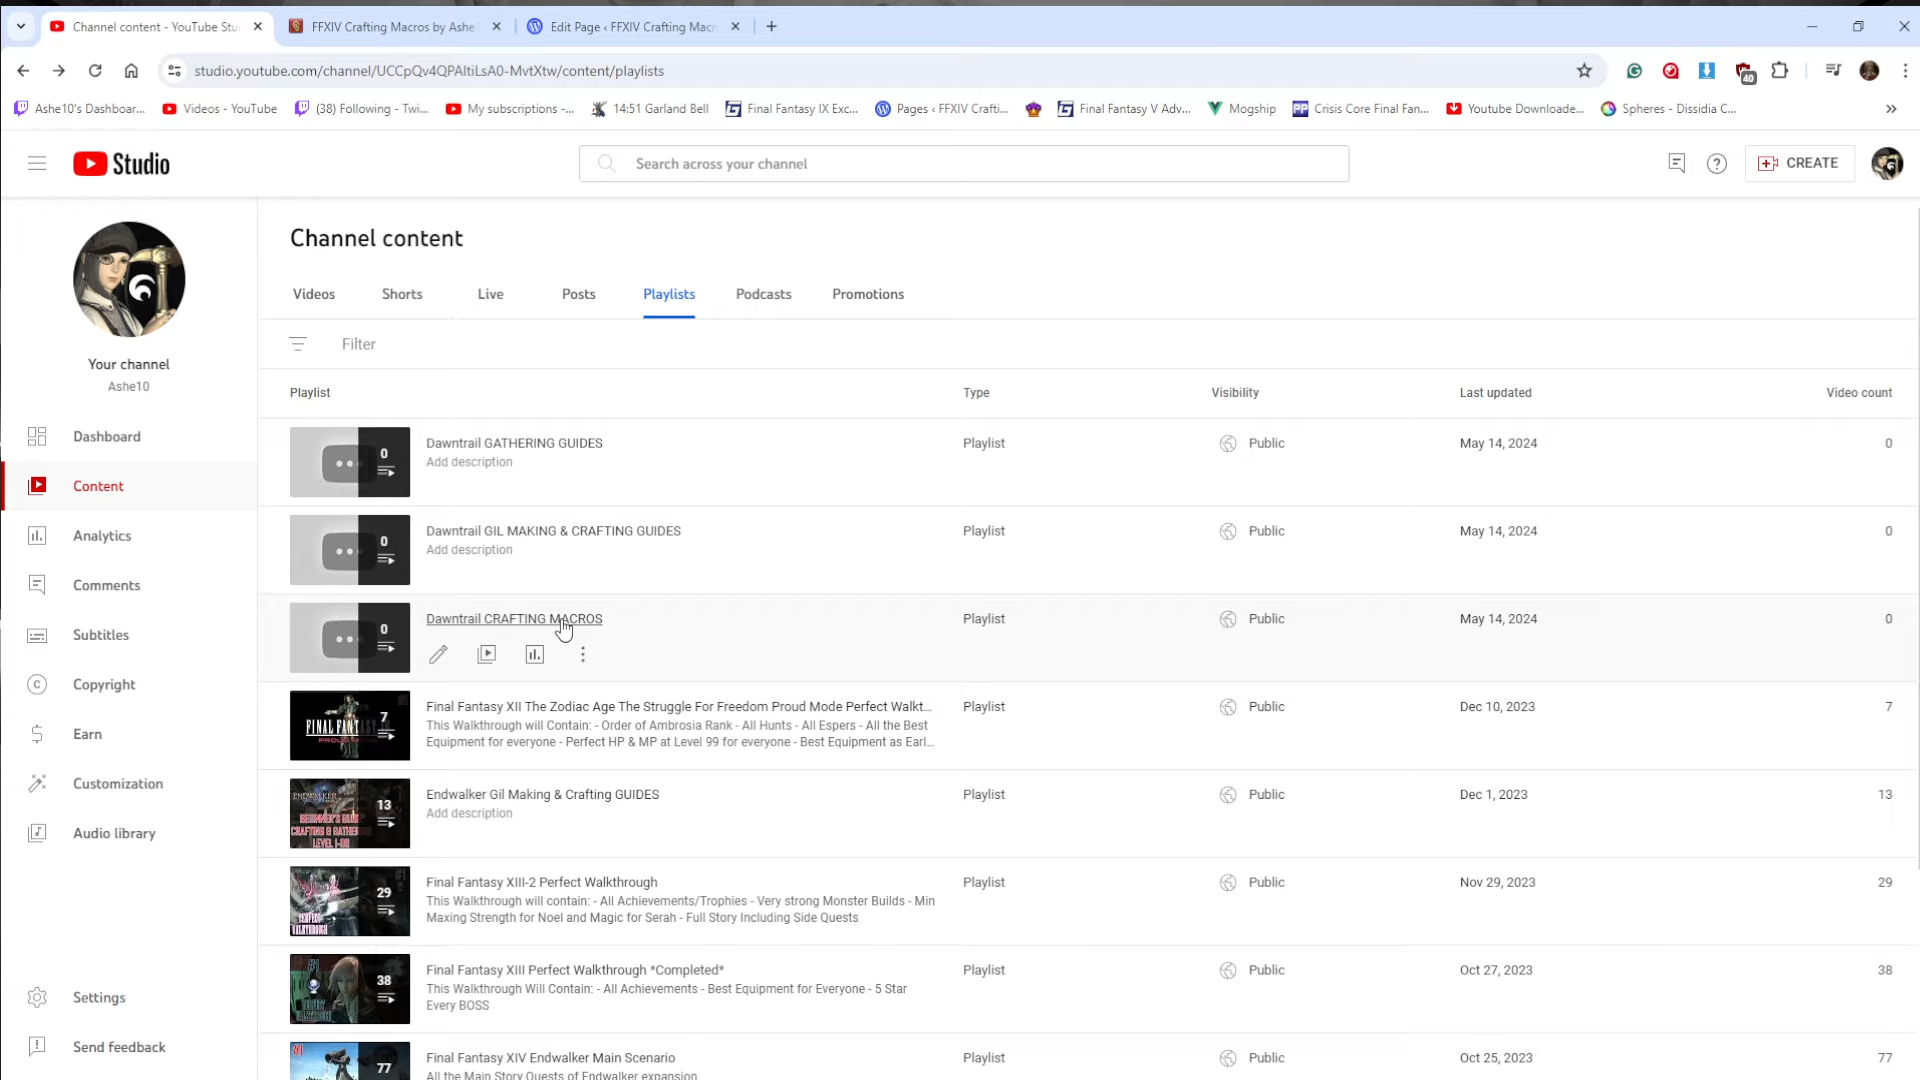 Channel content - YouTube Stu
FFXIV Crafting Macros by Ashe
Edit Page ‹ FFXIV Crafting Macr
studio.youtube.com/channel/UCCpQv4QPAltiLsA0-MvtXtw/content/playlists
40
Ashe10's Dashboar...
Videos - YouTube
(38) Following - Twi...
My subscriptions -...
14:51 Garland Bell
Final Fantasy IX Exc...
Pages ‹ FFXIV Crafti...
Final Fantasy V Adv...
Mogship
Crisis Core Final Fan...
Youtube Downloade...
Spheres - Dissidia C...
Studio
Search across your channel
CREATE
Channel content
Your channel
Ashe10
Videos
Shorts
Live
Posts
Playlists
Podcasts
Promotions
Filter
Playlist
Type
Visibility
Last updated
Video count
Dashboard
Content
Analytics
Comments
Subtitles
Copyright
Earn
Customization
Audio library
Settings
Send feedback
0
Dawntrail GATHERING GUIDES
Add description
Playlist
Public
May 14, 2024
0
0
Dawntrail GIL MAKING & CRAFTING GUIDES
Add description
Playlist
Public
May 14, 2024
0
0
Dawntrail CRAFTING MACROS
Playlist
Public
May 14, 2024
0
7
Final Fantasy XII The Zodiac Age The Struggle For Freedom Proud Mode Perfect Walkt...
This Walkthrough will Contain: - Order of Ambrosia Rank - All Hunts - All Espers - All the Best
Equipment for everyone - Perfect HP & MP at Level 99 for everyone - Best Equipment as Earl...
Playlist
Public
Dec 10, 2023
7
ENDWALKER
13
Endwalker Gil Making & Crafting GUIDES
Add description
Playlist
Public
Dec 1, 2023
13
29
Final Fantasy XIII-2 Perfect Walkthrough
This Walkthrough will contain: - All Achievements/Trophies - Very strong Monster Builds - Min
Maxing Strength for Noel and Magic for Serah - Full Story Including Side Quests
Playlist
Public
Nov 29, 2023
29
#1
38
Final Fantasy XIII Perfect Walkthrough *Completed*
This Walkthrough Will Contain: - All Achievements - Best Equipment for Everyone - 5 Star
Every BOSS
Playlist
Public
Oct 27, 2023
38
#1
77
Final Fantasy XIV Endwalker Main Scenario
All the Main Story Quests of Endwalker expansion
Playlist
Public
Oct 25, 2023
77